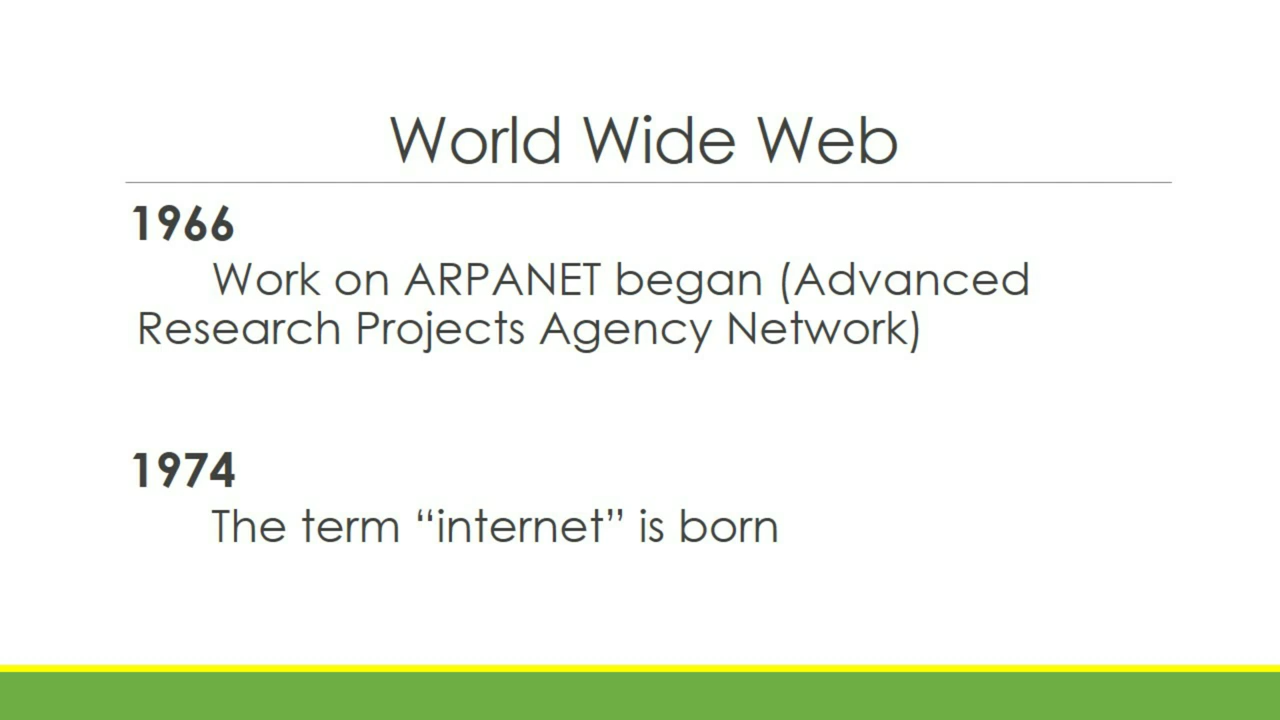 World Wide Web
1966
Work on ARPANET began (Advanced
Research Projects Agency Network)
1974
The term “internet” is born